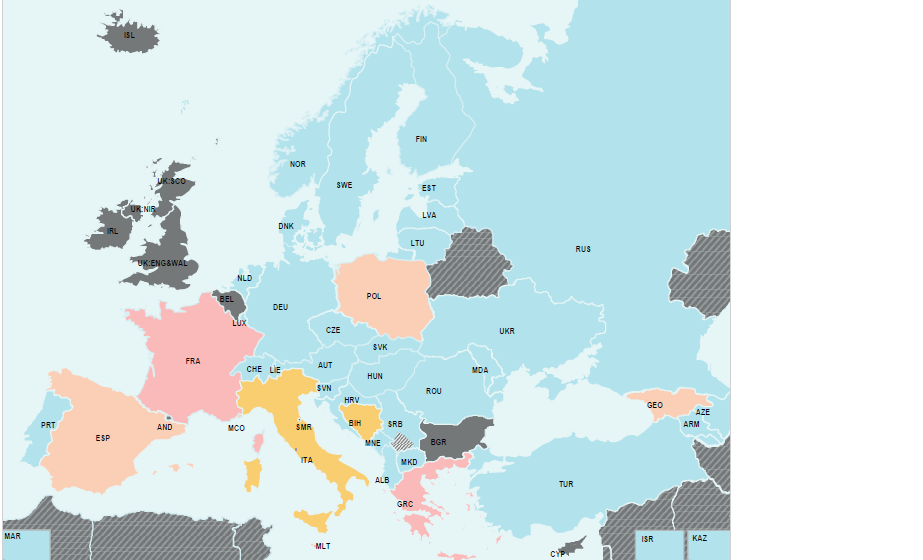 ISL
FIN
NOR
UK:SCO
SWE
EST
UK:NIR
LVA
DNK
IRL
LTU
RUS
UK:ENG&WAL
NLD
POL
BEL
DEU
LUX
CZE
UKR
SVK
FRA
AUT
CHE
LIE
MDA
HUN
SVN
ROU
HRV
GEO
AZE
BIH
SRB
ARM
PRT
AND
MCO
SMR
ESP
MNE
BGR
ITA
MKD
ALB
TUR
GRC
MAR
ISR
KAZ
MLT
CYP